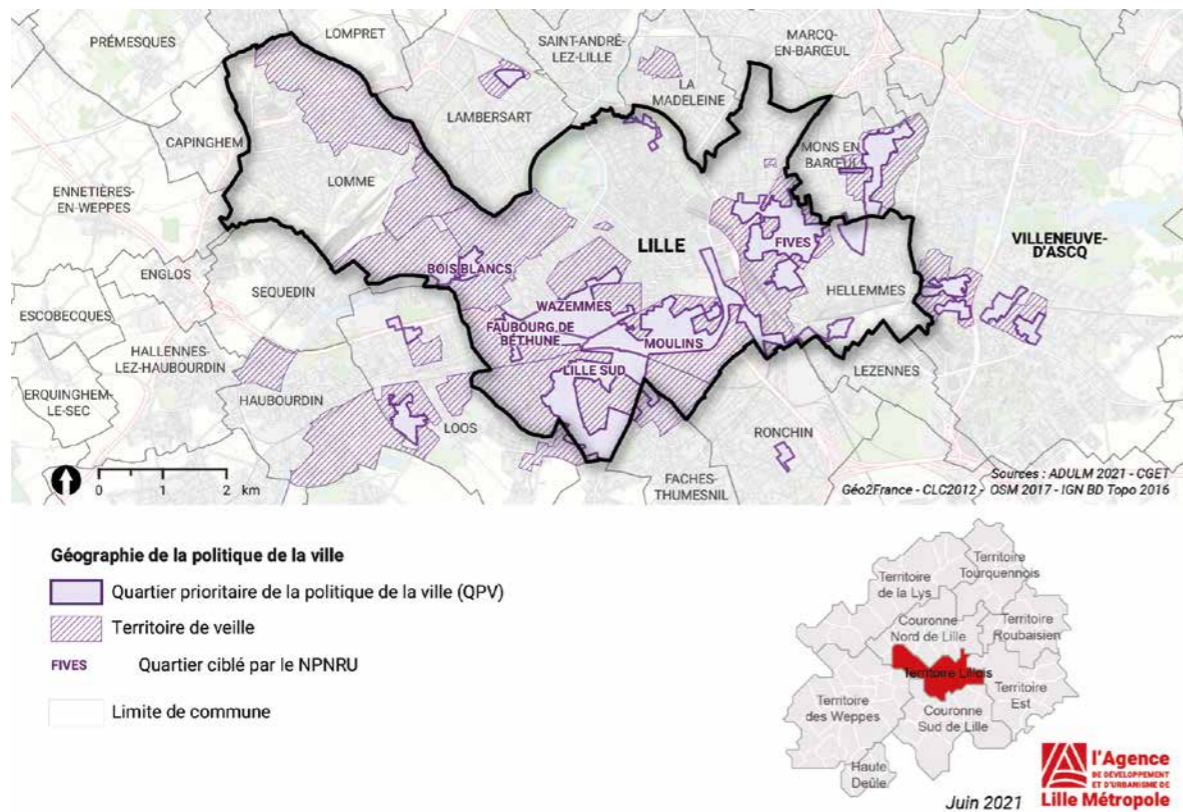 PRÉMESQUES
LOMPRET
SAINT-ANDRÉ-
LEZ-LILLE
MARCQ
-EN-BARŒUL
LA
MADELEINE
LAMBERSART
CAPINGHEM
MONS EN
BARŒUL
LOMME
ENNETIÈRES-
EN-WEPPES
LILLE
FIVES
VILLENEUVE-
D'ASCQ
BOIS BLANCS
ENGLOS
SEQUEDIN
HELLEMMES
WAZEMMES
ESCOBECQUES
FAUBOURG DE
BÉTHUNE
MOULINS
HALLENNES-
LEZ-HAUBOURDIN
LILLE SUD
LEZENNES
ERQUINGHEM-
LE-SEC
HAUBOURDIN
LOOS
RONCHIN
FACHES-
THUMESNIL
0 1 2 km
Sources : ADULM 2021 - CGET
Géo2France - CLC2012 - OSM 2017 - IGN BD Topo 2016
Géographie de la politique de la ville
Quartier prioritaire de la politique de la ville (QPV)
Territoire de veille
FIVES Quartier ciblé par le NPNRU
Limite de commune
Territoire
Tourquennois
Territoire
de la Lys
Couronne
Nord de Lille
Territoire
Roubaisien
Territoire Lillois
Territoire
Est
Territoire
des Weppes
Couronne
Sud de Lille
Haute
Deûle
l'Agence
DE DÉVELOPPEMENT
ET D'URBANISME DE
Lille Métropole
Juin 2021